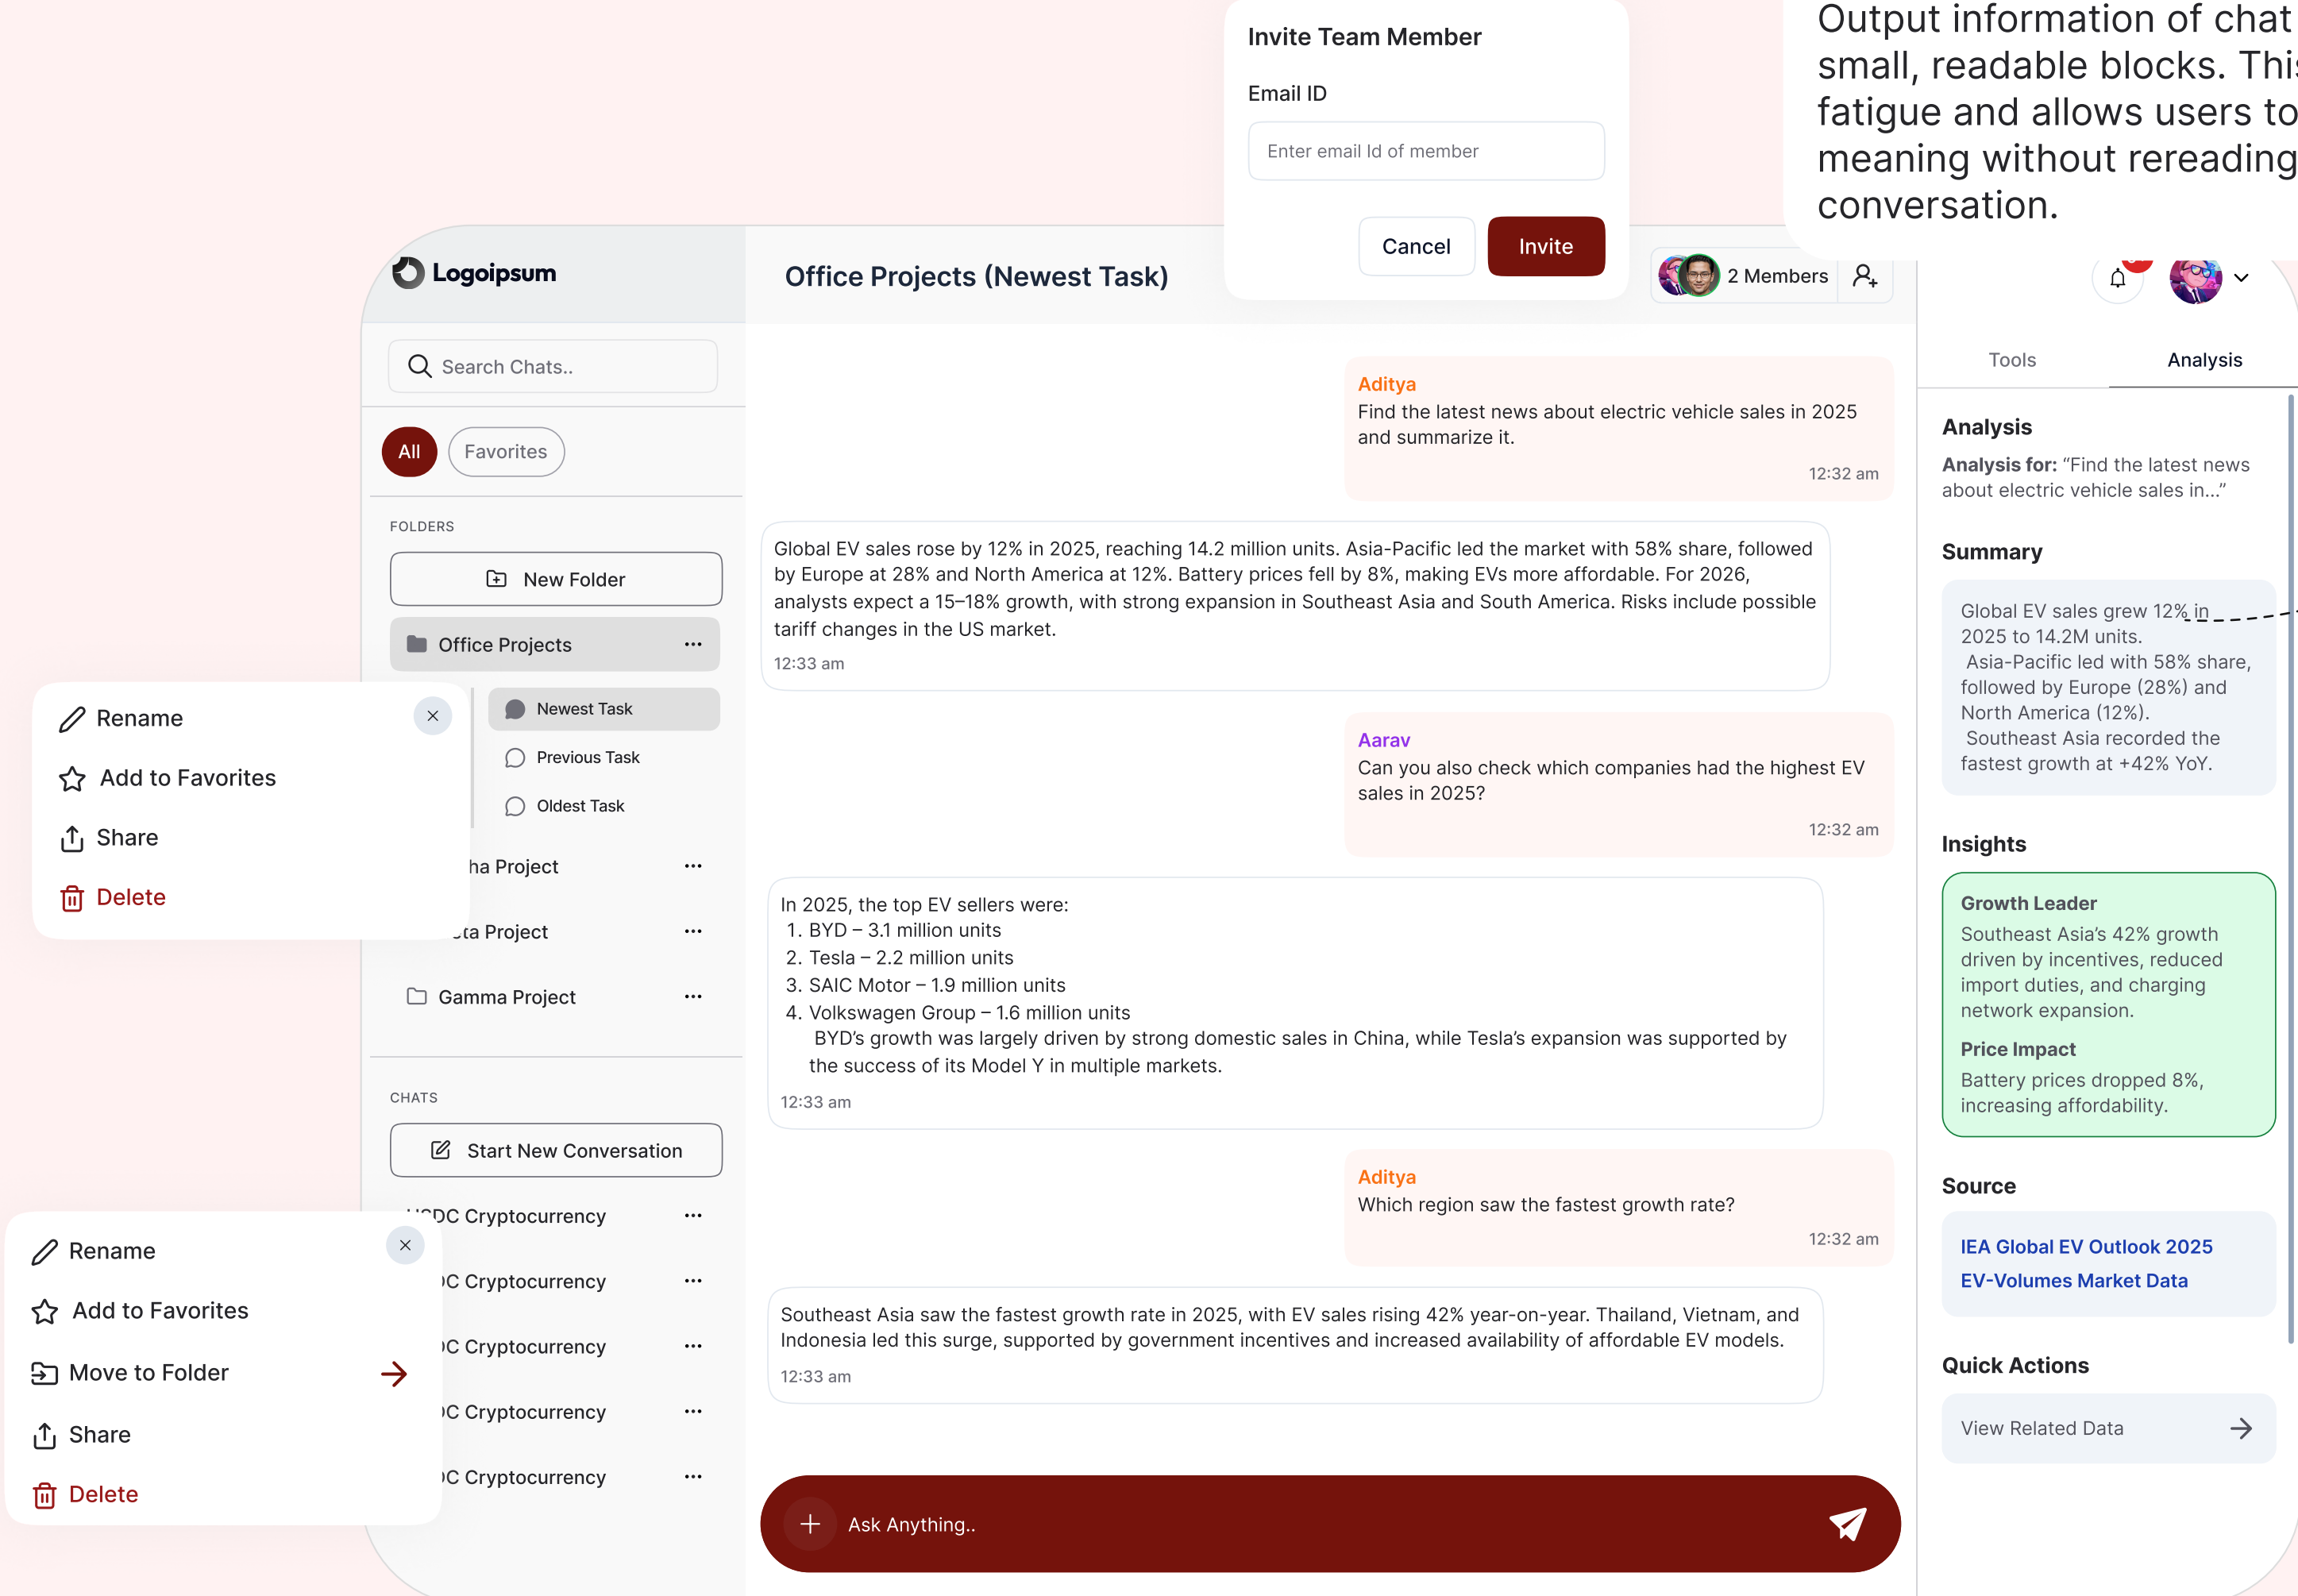 Invite Team Member
Email ID
Enter email Id of member
Cancel
Invite
Output information of chat
small, readable blocks. This
fatigue and allows users to
meaning without rereading
conversation.
Logoipsum
Office Projects (Newest Task)
2 Members
Search Chats..
All
Favorites
FOLDERS
New Folder
Office Projects
Newest Task
Previous Task
Oldest Task
Project
Project
Gamma Project
CHATS
Start New Conversation
Cryptocurrency
Cryptocurrency
Cryptocurrency
Cryptocurrency
Cryptocurrency
Rename
Add to Favorites
Share
Delete
Rename
Add to Favorites
Move to Folder
Share
Delete
Aditya
Find the latest news about electric vehicle sales in 2025
and summarize it.
12:32 am
Global EV sales rose by 12% in 2025, reaching 14.2 million units. Asia-Pacific led the market with 58% share, followed
by Europe at 28% and North America at 12%. Battery prices fell by 8%, making EVs more affordable. For 2026,
analysts expect a 15–18% growth, with strong expansion in Southeast Asia and South America. Risks include possible
tariff changes in the US market.
12:33 am
Aarav
Can you also check which companies had the highest EV
sales in 2025?
12:32 am
In 2025, the top EV sellers were:
1. BYD – 3.1 million units
2. Tesla – 2.2 million units
3. SAIC Motor – 1.9 million units
4. Volkswagen Group – 1.6 million units
BYD’s growth was largely driven by strong domestic sales in China, while Tesla’s expansion was supported by
the success of its Model Y in multiple markets.
12:33 am
Aditya
Which region saw the fastest growth rate?
12:32 am
Southeast Asia saw the fastest growth rate in 2025, with EV sales rising 42% year-on-year. Thailand, Vietnam, and
Indonesia led this surge, supported by government incentives and increased availability of affordable EV models.
12:33 am
Ask Anything..
Tools
Analysis
Analysis
Analysis for: “Find the latest news
about electric vehicle sales in...”
Summary
Global EV sales grew 12% in
2025 to 14.2M units.
Asia-Pacific led with 58% share,
followed by Europe (28%) and
North America (12%).
Southeast Asia recorded the
fastest growth at +42% YoY.
Insights
Growth Leader
Southeast Asia’s 42% growth
driven by incentives, reduced
import duties, and charging
network expansion.
Price Impact
Battery prices dropped 8%,
increasing affordability.
Source
IEA Global EV Outlook 2025
EV-Volumes Market Data
Quick Actions
View Related Data